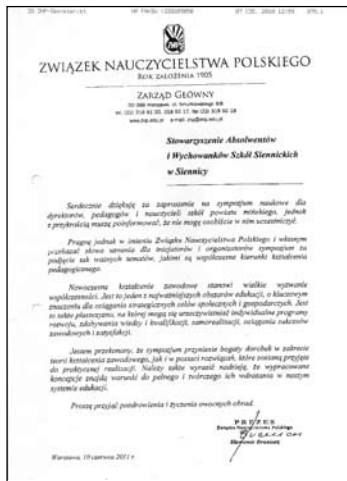 ZWIĄZEK NAUCZYCIELSTWA POLSKIEGO
ROK ZAŁOŻENIA 1905
ZARZĄD GŁÓWNY
Stowarzyszenie Absolwentów
i Wychowanków Szkół Siennickich
w Siennicy
Serdecznie dziękuję za zaproszenie na sympozjum naukowe dla
dyrektorów, pedagogów i nauczycieli szkół powiatu mińskiego, jednak
z przykrością muszę poinformować, że nie mogę osobiście w nim uczestniczyć.
Pragnę jednak w imieniu Związku Nauczycielstwa Polskiego i własnym
przekazać słowa uznania dla inicjatorów i organizatorów sympozjum za
podjęcie tak ważnych tematów, jakimi są współczesne kierunki kształcenia
pedagogicznego.
Nowoczesne kształcenie zawodowe stanowi wielkie wyzwanie
współczesności. Jest to jeden z najważniejszych obszarów edukacji, o kluczowym
znaczeniu dla osiągania strategicznych celów społecznych i gospodarczych. Jest
to także płaszczyzna, na której mogą się urzeczywistniać indywidualne programy
rozwoju, zdobywania wiedzy i kwalifikacji, samorealizacji, osiągania sukcesów
zawodowych i satysfakcji.
Jestem przekonany, że sympozjum przyniesie bogaty dorobek w zakresie
teorii kształcenia zawodowego, jak i w postaci rozwiązań, które zostaną przyjęte
do praktycznej realizacji. Należy także wyrazić nadzieję, że wypracowane
koncepcje znajdą warunki do pełnego i twórczego ich wdrażania w naszym
systemie edukacji.
Proszę przyjąć pozdrowienia i życzenia owocnych obrad.
PREZES
Związku Nauczycielstwa Polskiego
Sławomir Broniarz
Warszawa, 19 czerwca 2011 r.